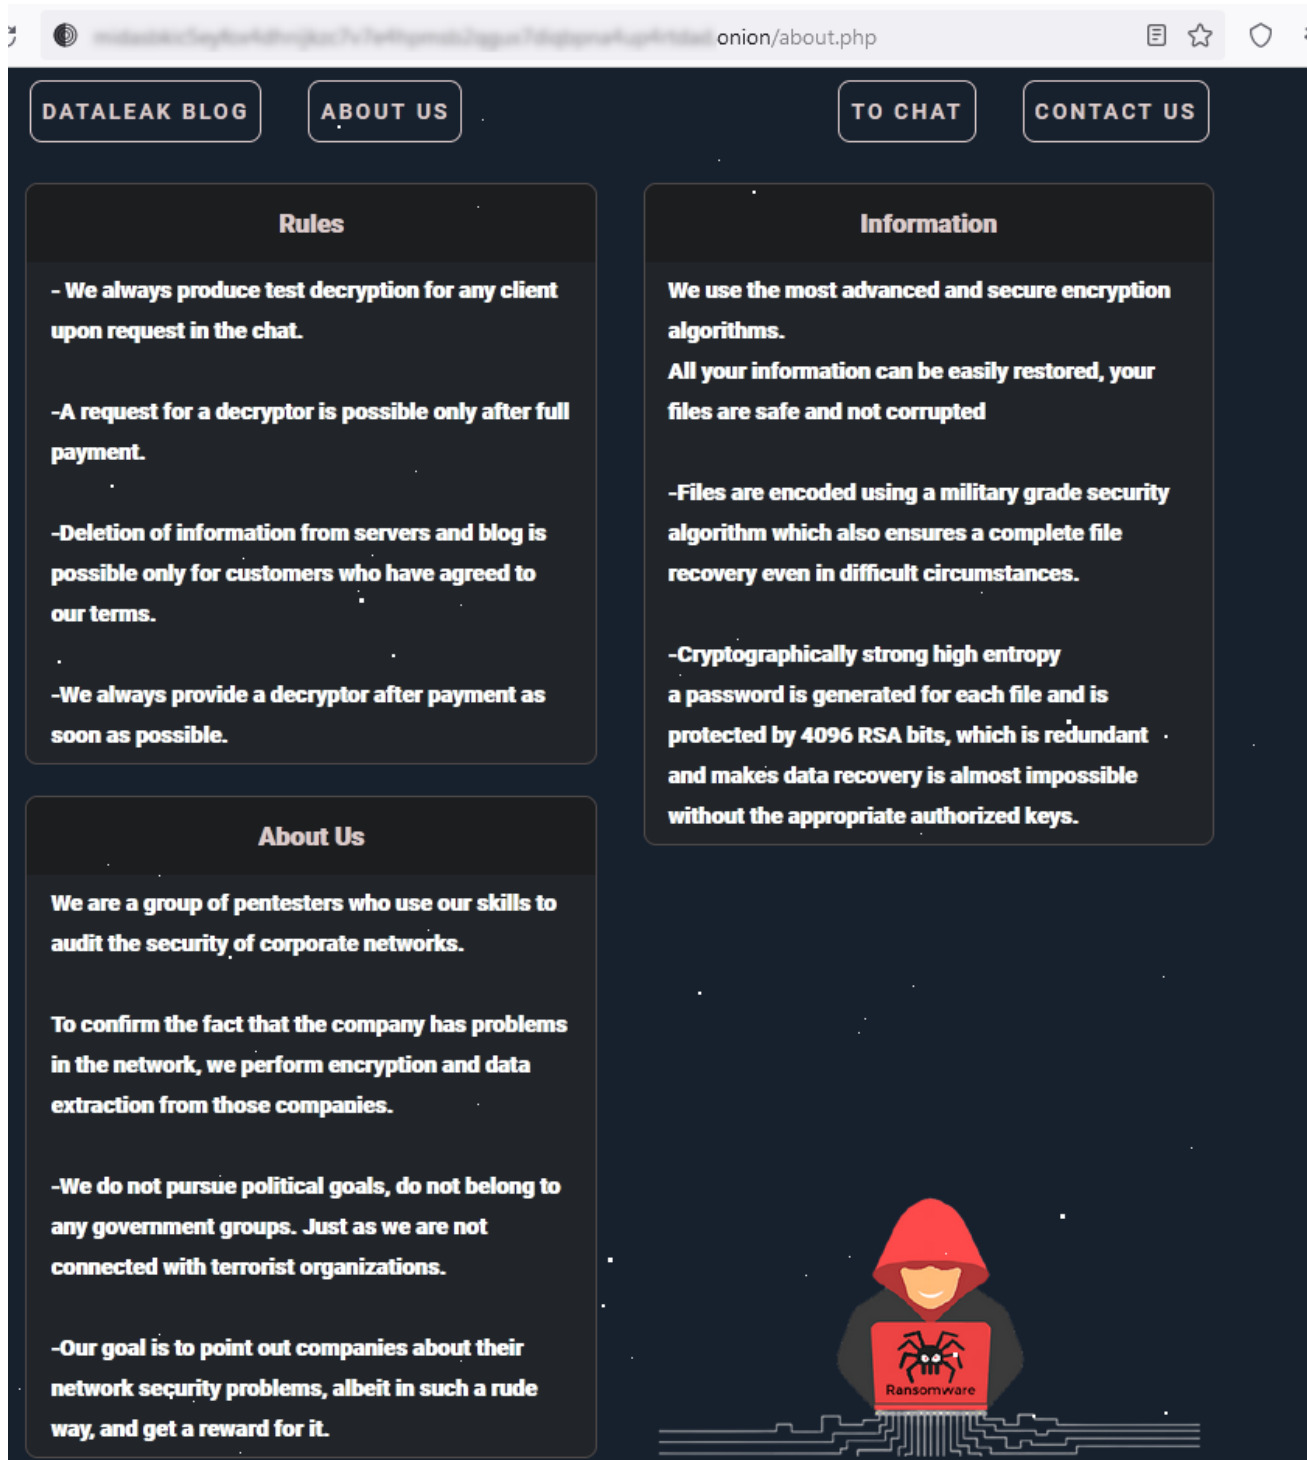 onion/about.php
DATALEAK BLOG
ABOUT US
TO CHAT
CONTACT US
Rules
- We always produce test decryption for any client
upon request in the chat.
-A request for a decryptor is possible only after full
payment.
-Deletion of information from servers and blog is
possible only for customers who have agreed to
our terms.
-We always provide a decryptor after payment as
soon as possible.
Information
We use the most advanced and secure encryption
algorithms.
All your information can be easily restored, your
files are safe and not corrupted
-Files are encoded using a military grade security
algorithm which also ensures a complete file
recovery even in difficult circumstances.
-Cryptographically strong high entropy
a password is generated for each file and is
protected by 4096 RSA bits, which is redundant
and makes data recovery is almost impossible
without the appropriate authorized keys.
About Us
We are a group of pentesters who use our skills to
audit the security of corporate networks.
To confirm the fact that the company has problems
in the network, we perform encryption and data
extraction from those companies.
-We do not pursue political goals, do not belong to
any government groups. Just as we are not
connected with terrorist organizations.
-Our goal is to point out companies about their
network security problems, albeit in such a rude
way, and get a reward for it.
Ransomware